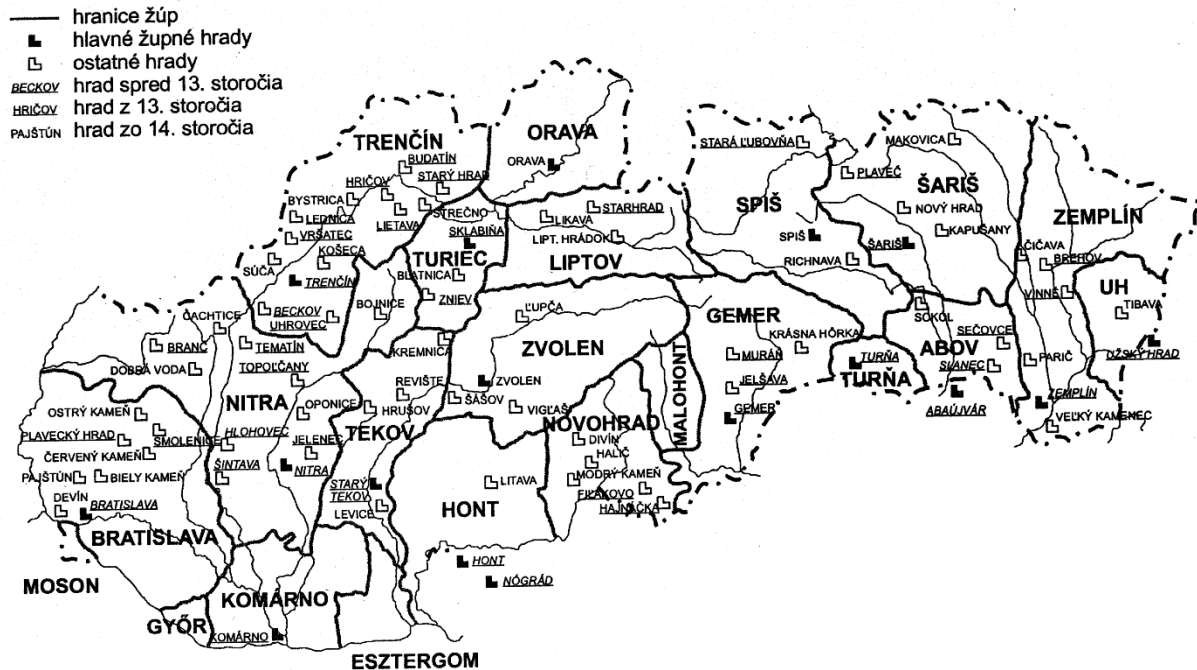 hranice žúp
hlavné župné hrady
ostatné hrady
BECKOV hrad spred 13. storočia
HRIČOV hrad z 13. storočia
PAJŠTÚN hrad zo 14. storočia
TRENČÍN
BUDATÍN
HRIČOV
STARÝ HRAD
BYSTRICA
LEDNICA
LIETAVA
STREČNO
VRŠATEC
KOŠECA
SÚČA
TRENČÍN
BECKOV
UHROVEC
ORAVA
ORAVA
SKLABIŇA
TURIEC
BLATNICA
ZNIEV
LIKAVA
STARHRAD
LIPT. HRÁDOK
LIPTOV
STARÁ ĽUBOVŇA
SPIŠ
SPIŠ
RICHNAVA
MAKOVICA
PLAVEČ
ŠARIŠ
NOVÝ HRAD
KAPUŠANY
ŠARIŠ
ZEMPLÍN
ČIČAVA
BREHOV
VINNÉ
UH
TIBAVA
DŽSKÝ HRAD
SOKOL
SEČOVCE
ABOV
SLANEC
ABAÚJVÁR
PARIČ
ZEMPLÍN
VEĽKÝ KAMENEC
BOJNICE
ČACHTICE
BRANČ
TEMATÍN
DOBRÁ VODA
TOPOĽČANY
NITRA
OPONICE
HLOHOVEC
JELENEC
ŠINTAVA
NITRA
KREMNICA
REVIŠTE
HRUŠOV
TEKOV
STARÝ
TEKOV
LEVICE
ĽUPČA
ZVOLEN
ZVOLEN
ŠÁŠOV
VIGĽAŠ
NOVOHRAD
DIVÍN
HALIČ
MODRÝ KAMEŇ
FIĽAKOVO
HAJNÁČKA
MALOHONT
GEMER
KRÁSNA HÔRKA
MURÁŇ
JELŠAVA
GEMER
TURŇA
TURŇA
OSTRÝ KAMEŇ
PLAVECKÝ HRAD
SMOLENICE
ČERVENÝ KAMEŇ
PAJŠTÚN
BIELY KAMEŇ
DEVÍN
BRATISLAVA
BRATISLAVA
MOSON
GYŐR
KOMÁRNO
KOMÁRNO
ESZTERGOM
HONT
LITAVA
HONT
NÓGRÁD